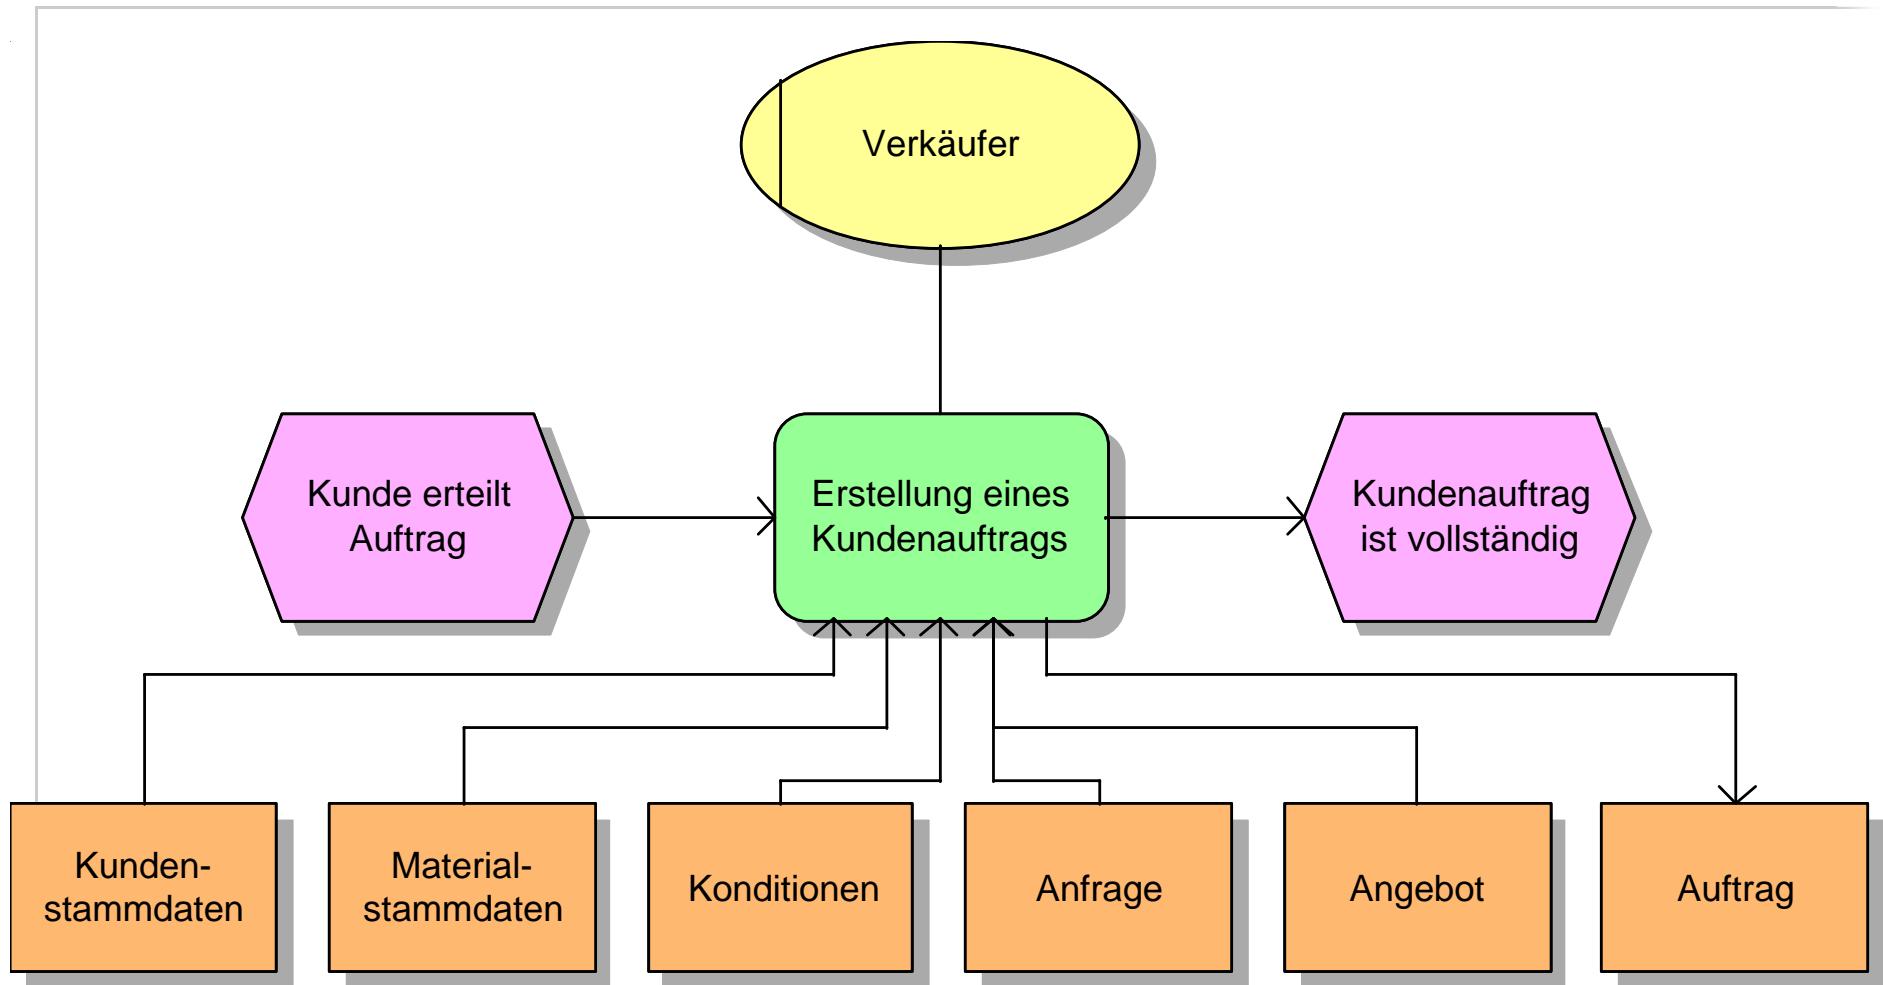 Verkäufer
Kunde erteilt
Auftrag
Erstellung eines
Kundenauftrags
Kundenauftrag
ist vollständig
Kunden-
stammdaten
Material-
stammdaten
Konditionen
Anfrage
Angebot
Auftrag